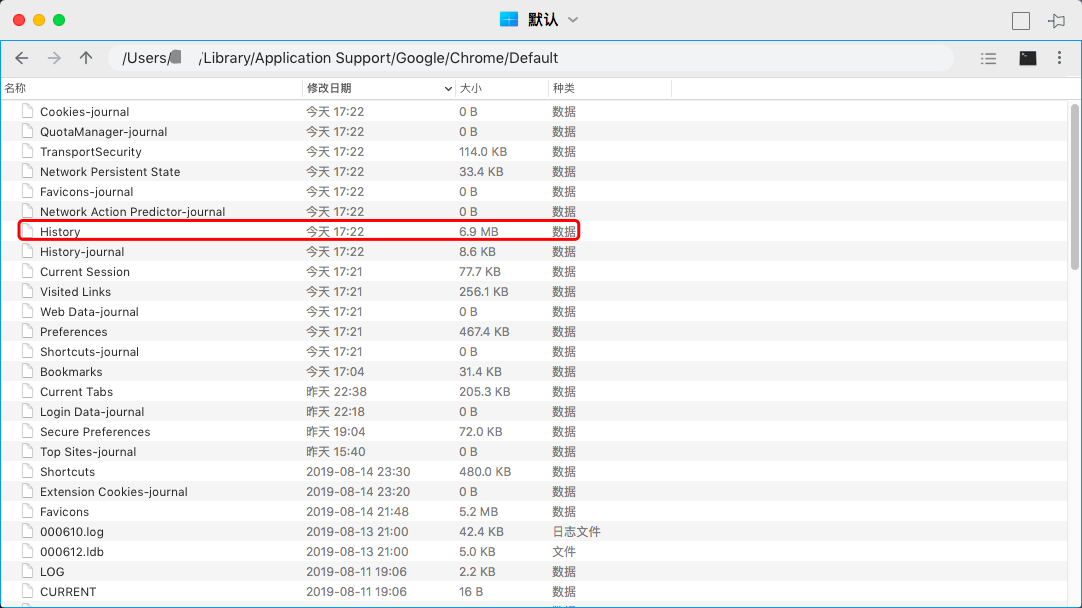 默认
/Users/ /Library/Application Support/Google/Chrome/Default
名称 修改日期 大小 种类
Cookies-journal 今天 17:22 0 B 数据
QuotaManager-journal 今天 17:22 0 B 数据
TransportSecurity 今天 17:22 114.0 KB 数据
Network Persistent State 今天 17:22 33.4 KB 数据
Favicons-journal 今天 17:22 0 B 数据
Network Action Predictor-journal 今天 17:22 0 B 数据
History 今天 17:22 6.9 MB 数据
History-journal 今天 17:22 8.6 KB 数据
Current Session 今天 17:21 77.7 KB 数据
Visited Links 今天 17:21 256.1 KB 数据
Web Data-journal 今天 17:21 0 B 数据
Preferences 今天 17:21 467.4 KB 数据
Shortcuts-journal 今天 17:21 0 B 数据
Bookmarks 今天 17:04 31.4 KB 数据
Current Tabs 昨天 22:38 205.3 KB 数据
Login Data-journal 昨天 22:18 0 B 数据
Secure Preferences 昨天 19:04 72.0 KB 数据
Top Sites-journal 昨天 15:40 0 B 数据
Shortcuts 2019-08-14 23:30 480.0 KB 数据
Extension Cookies-journal 2019-08-14 23:20 0 B 数据
Favicons 2019-08-14 21:48 5.2 MB 数据
000610.log 2019-08-13 21:00 42.4 KB 日志文件
000612.ldb 2019-08-13 21:00 5.0 KB 文件
LOG 2019-08-11 19:06 2.2 KB 数据
CURRENT 2019-08-11 19:06 16 B 数据